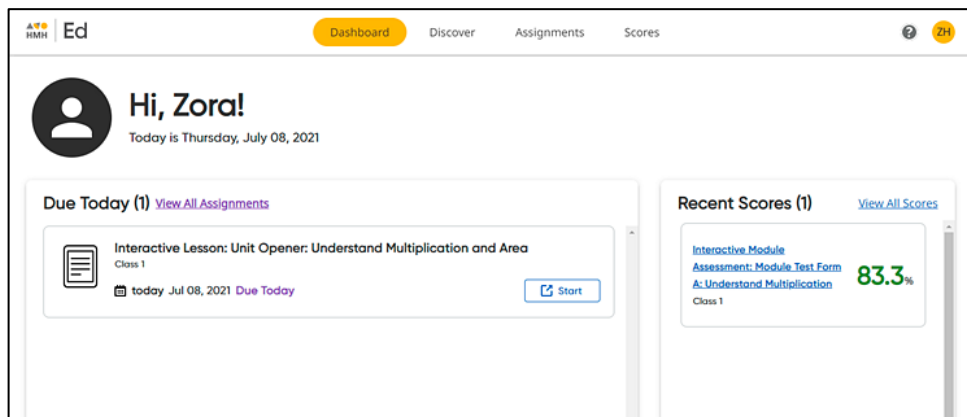 HMH Ed
Dashboard
Discover
Assignments
Scores
?
ZH
Hi, Zora!
Today is Thursday, July 08, 2021
Due Today (1) View All Assignments
Interactive Lesson: Unit Opener: Understand Multiplication and Area
Class 1
today Jul 08, 2021 Due Today
Start
Recent Scores (1)
View All Scores
Interactive Module
Assessment: Module Test Form
A: Understand Multiplication
Class 1
83.3%